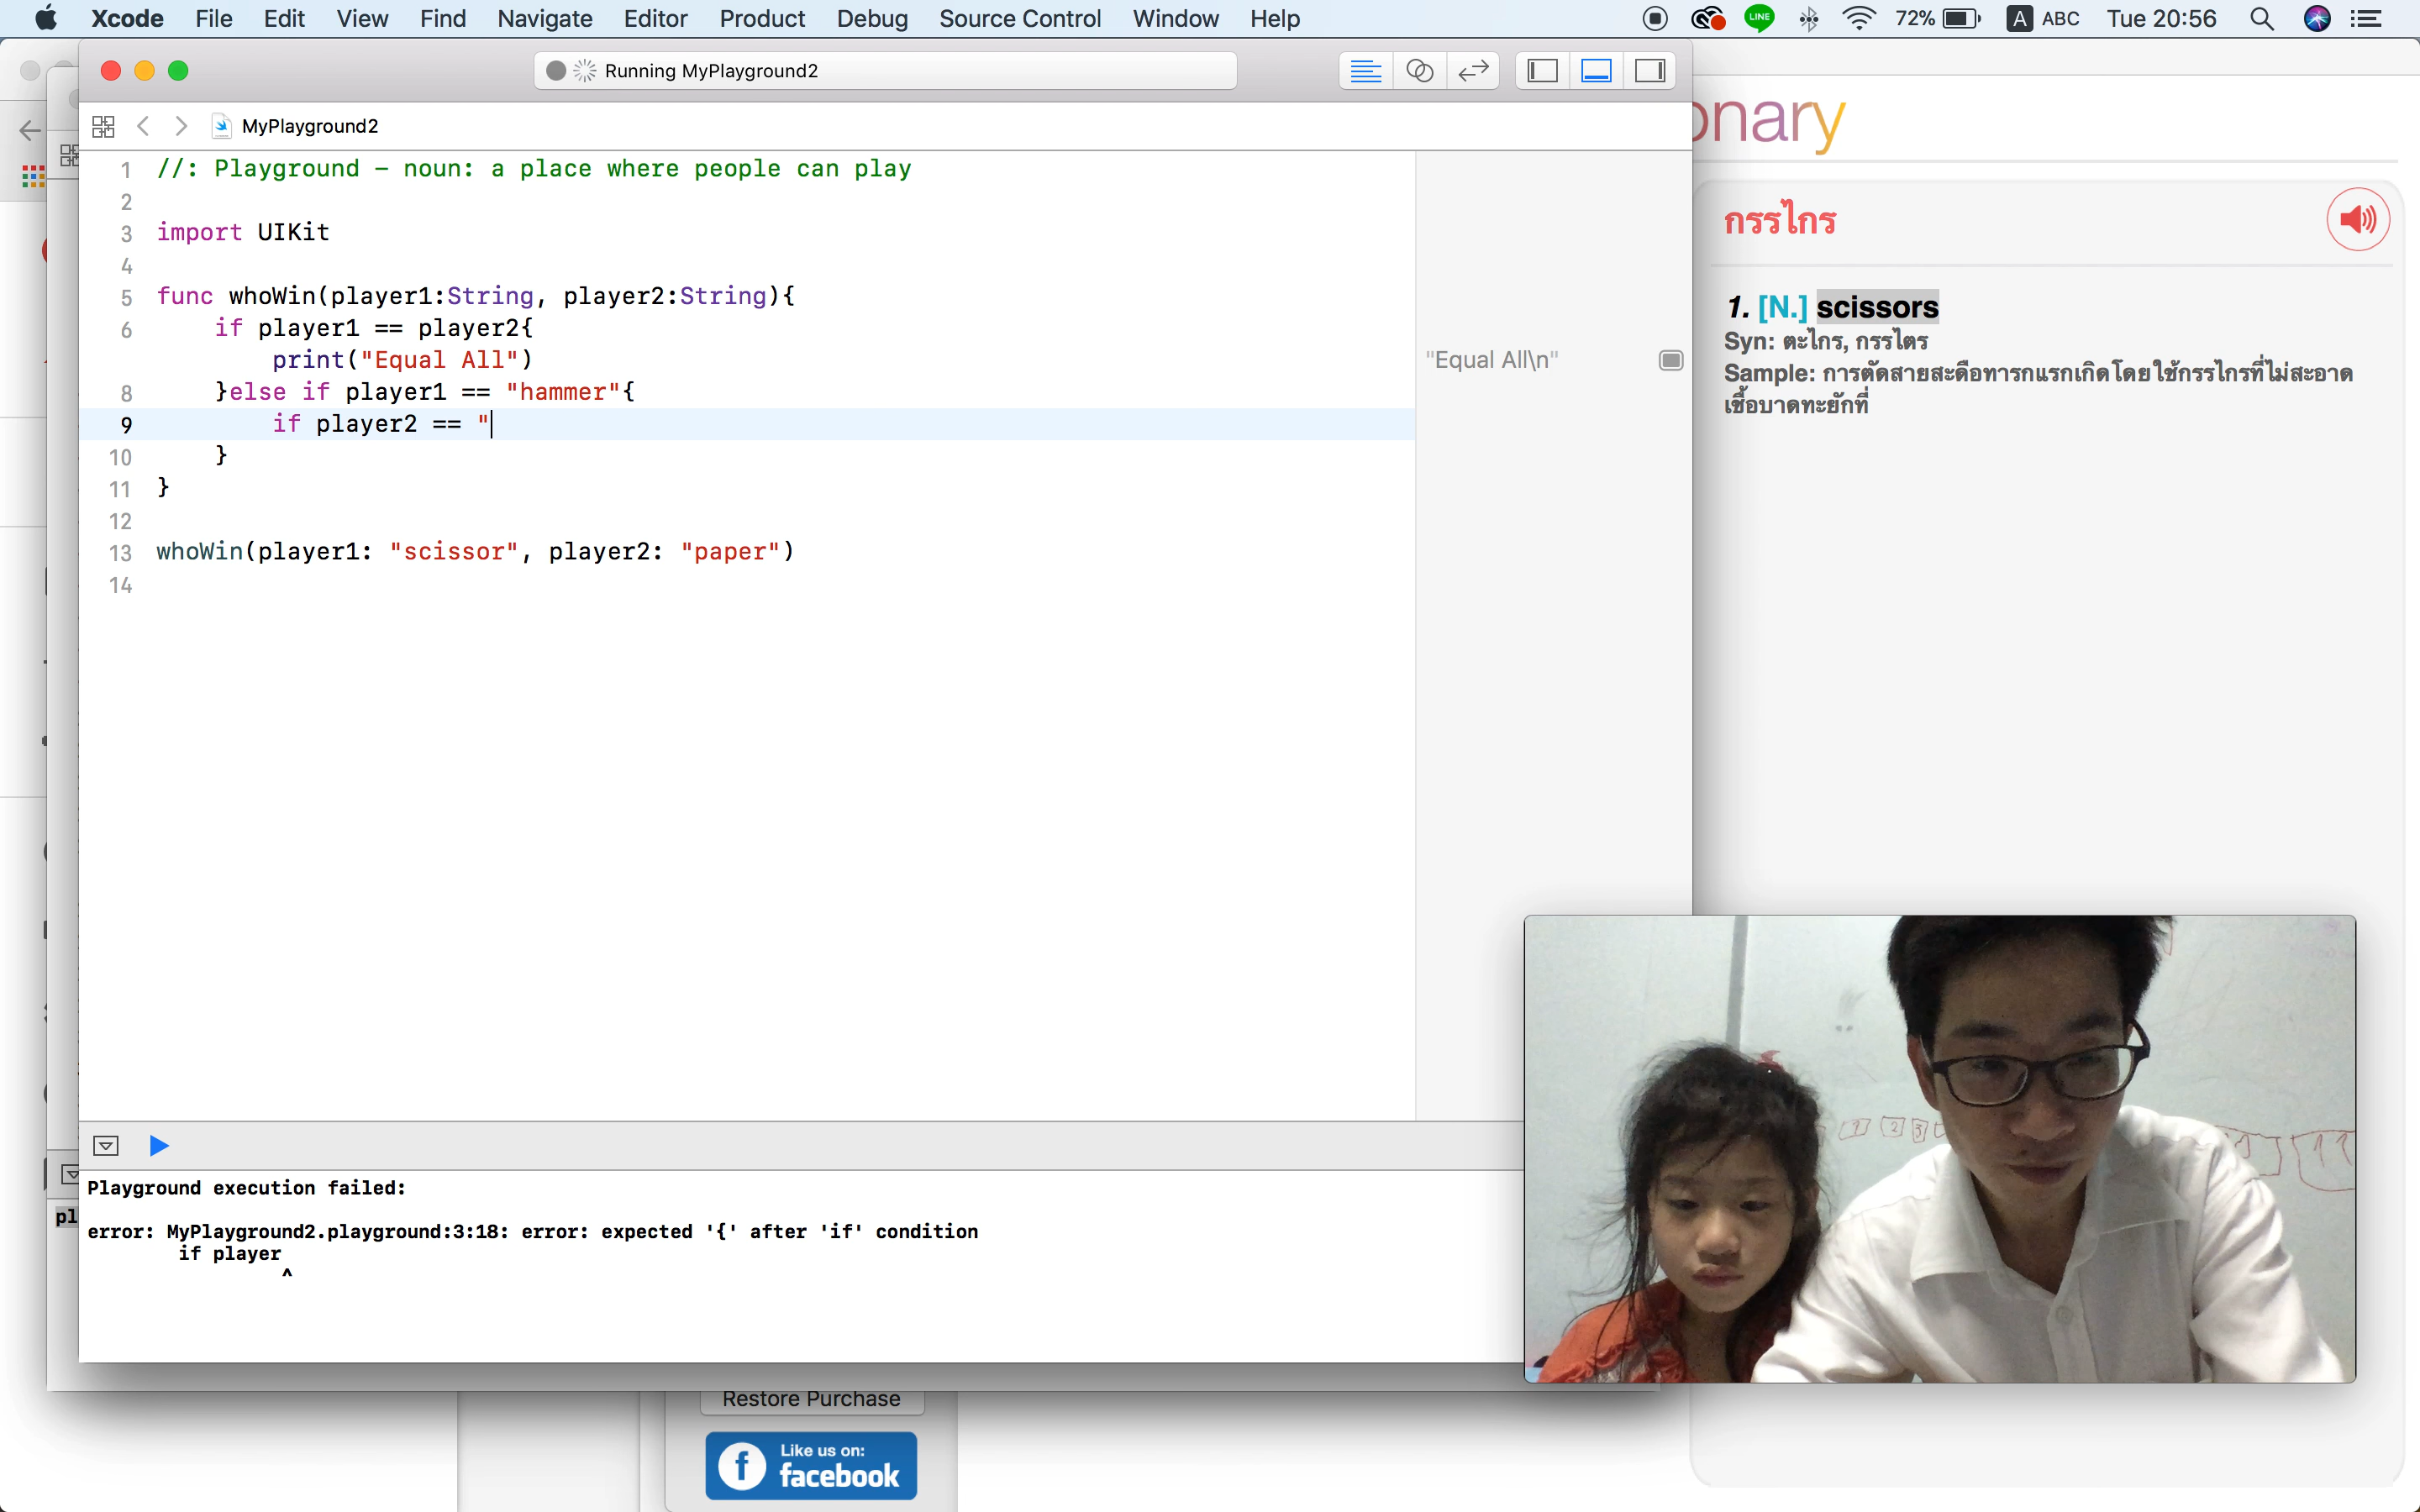 Xcode File Edit View Find Navigate Editor Product Debug Source Control Window Help LINE 72% A ABC Tue 20:56
Running MyPlayground2
MyPlayground2
1 //: Playground – noun: a place where people can play
2
3 import UIKit
4
5 func whoWin(player1:String, player2:String){
6 if player1 == player2{
print("Equal All")
8 }else if player1 == "hammer"{
9 if player2 == "
10 }
11 }
12
13 whoWin(player1: "scissor", player2: "paper")
14
"Equal All\n"
onary
กรรไกร
1. [N.] scissors
Syn: ตะไกร, กรรไตร
Sample: การตัดสายสะดือทารกแรกเกิดโดยใช้กรรไกรที่ไม่สะอาด
เชื้อบาดทะยักที่
Playground execution failed:
error: MyPlayground2.playground:3:18: error: expected '{' after 'if' condition
if player
^
pl
1 2 3
Restore Purchase
f Like us on:
facebook